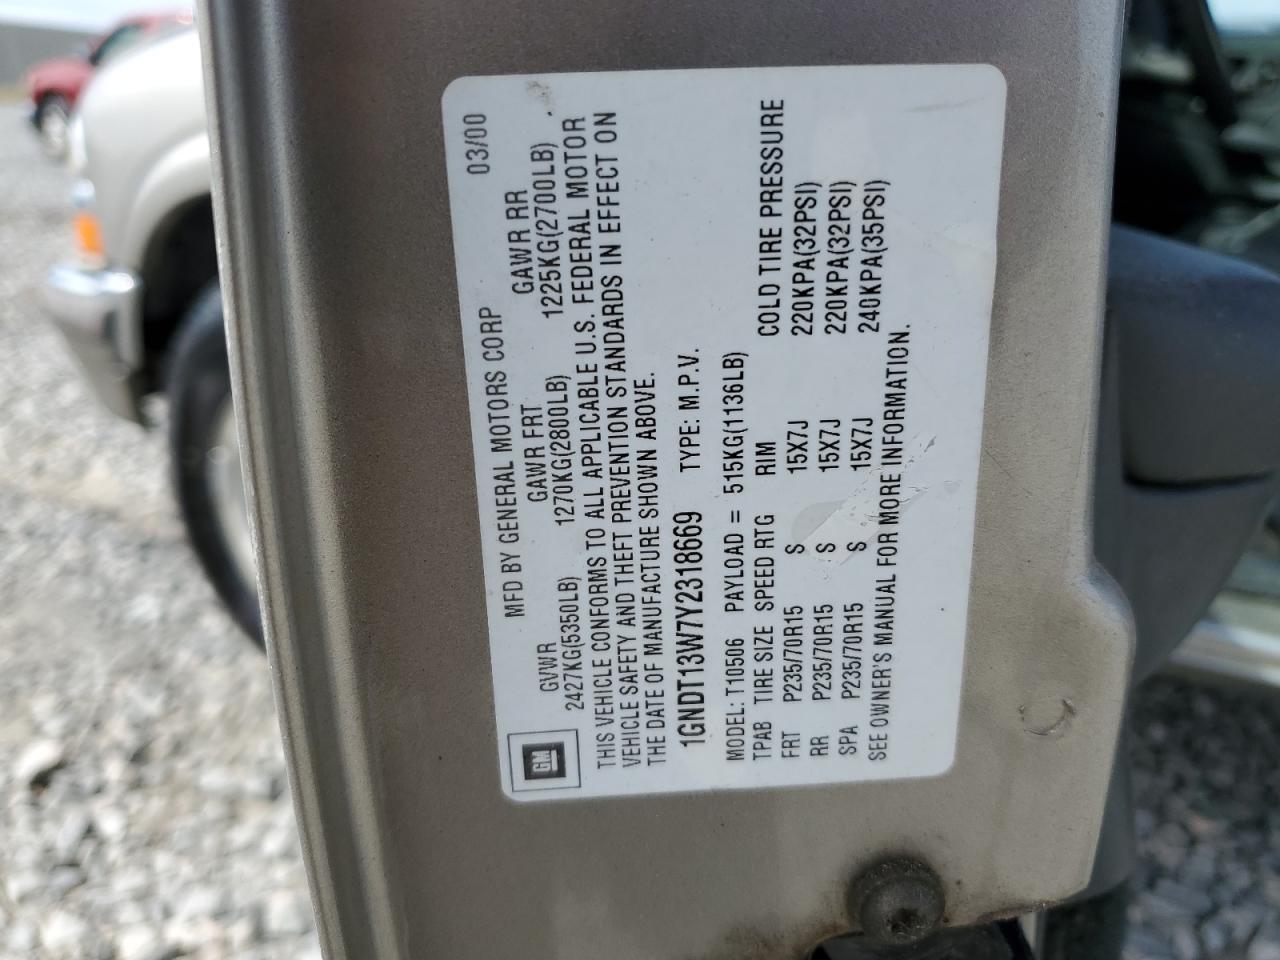 03/00
MFD BY GENERAL MOTORS CORP
GVWR GAWR FRT GAWR RR
2427KG(5350LB) 1270KG(2800LB) 1225KG(2700LB)
THIS VEHICLE CONFORMS TO ALL APPLICABLE U.S. FEDERAL MOTOR
VEHICLE SAFETY AND THEFT PREVENTION STANDARDS IN EFFECT ON
THE DATE OF MANUFACTURE SHOWN ABOVE.
1GNDT13W7Y2318669 TYPE: M.P.V.
MODEL: T10506 PAYLOAD = 515KG(1136LB)
TPAB TIRE SIZE SPEED RTG RIM COLD TIRE PRESSURE
FRT P235/70R15 S 15X7J 220KPA(32PSI)
RR P235/70R15 S 15X7J 220KPA(32PSI)
SPA P235/70R15 S 15X7J 240KPA(35PSI)
SEE OWNER'S MANUAL FOR MORE INFORMATION.
GM